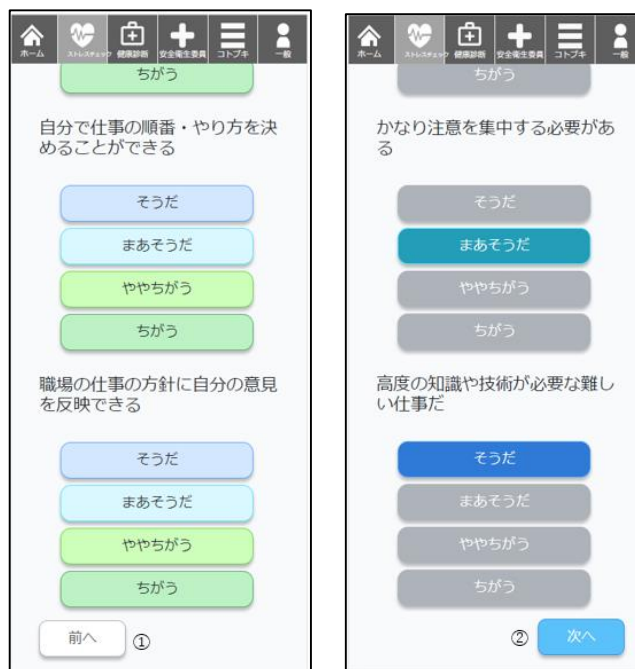 ホーム ストレスチェック 健康診断 安全衛生委員 コトブキ 一般
ちがう
自分で仕事の順番・やり方を決
めることができる
そうだ
まあそうだ
ややちがう
ちがう
職場の仕事の方針に自分の意見
を反映できる
そうだ
まあそうだ
ややちがう
ちがう
前へ ①
ホーム ストレスチェック 健康診断 安全衛生委員 コトブキ 一般
ちがう
かなり注意を集中する必要があ
る
そうだ
まあそうだ
ややちがう
ちがう
高度の知識や技術が必要な難し
い仕事だ
そうだ
まあそうだ
ややちがう
ちがう
② 次へ